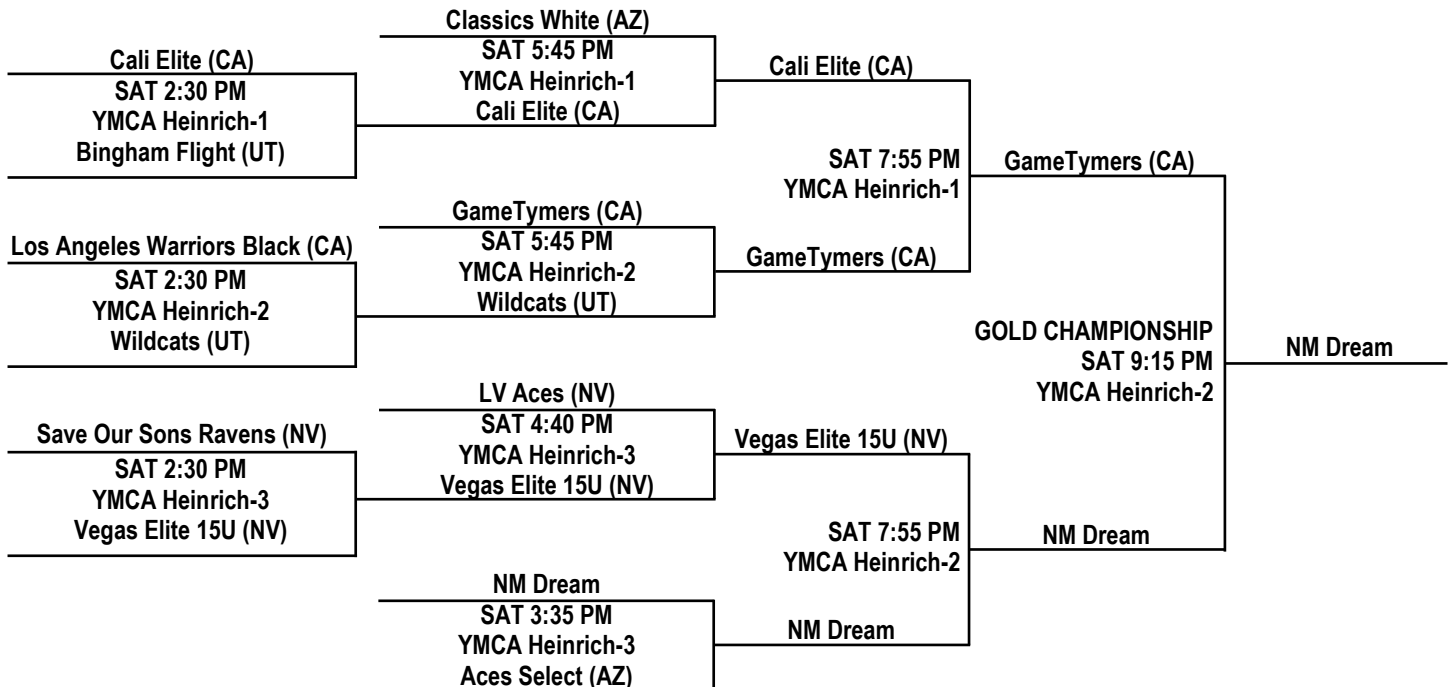 Classics White (AZ)
Cali Elite (CA)
SAT 5:45 PM
YMCA Heinrich-1
Cali Elite (CA)
Cali Elite (CA)
SAT 2:30 PM
YMCA Heinrich-1
Bingham Flight (UT)
SAT 7:55 PM
YMCA Heinrich-1
GameTymers (CA)
GameTymers (CA)
Los Angeles Warriors Black (CA)
SAT 5:45 PM
YMCA Heinrich-2
Wildcats (UT)
GameTymers (CA)
SAT 2:30 PM
YMCA Heinrich-2
Wildcats (UT)
GOLD CHAMPIONSHIP
SAT 9:15 PM
YMCA Heinrich-2
NM Dream
LV Aces (NV)
Save Our Sons Ravens (NV)
SAT 4:40 PM
YMCA Heinrich-3
Vegas Elite 15U (NV)
Vegas Elite 15U (NV)
SAT 2:30 PM
YMCA Heinrich-3
Vegas Elite 15U (NV)
SAT 7:55 PM
YMCA Heinrich-2
NM Dream
NM Dream
SAT 3:35 PM
YMCA Heinrich-3
Aces Select (AZ)
NM Dream